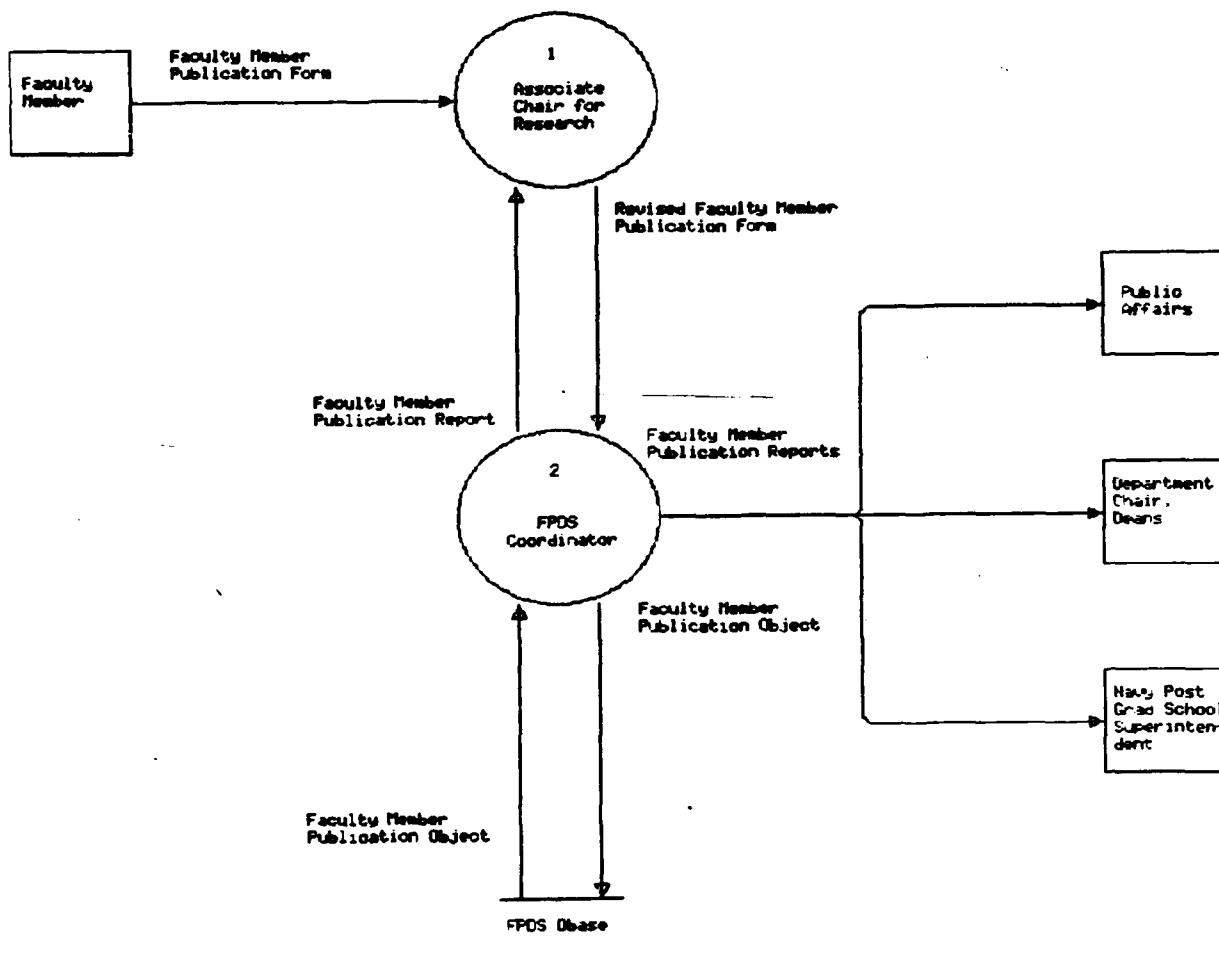 Faculty Member
Publication Form
Faculty
Member
1
Associate
Chair for
Research
Revised Faculty Member
Publication Form
Public
Affairs
Faculty Member
Publication Report
Faculty Member
Publication Reports
2
FPDS
Coordinator
Department
Chair,
Deans
Faculty Member
Publication Object
Navy Post
Grad School
Superinten-
dent
Faculty Member
Publication Object
FPDS Obase